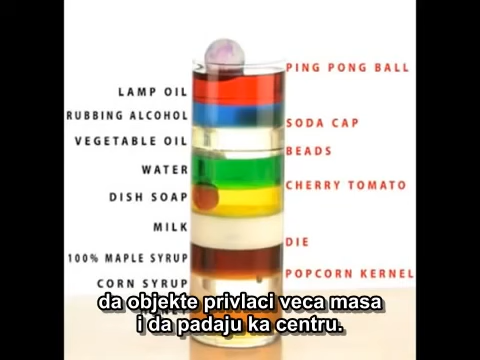 PING PONG BALL
LAMP OIL
RUBBING ALCOHOL
SODA CAP
VEGETABLE OIL
BEADS
WATER
CHERRY TOMATO
DISH SOAP
MILK
DIE
100% MAPLE SYRUP
POPCORN KERNEL
CORN SYRUP
da objekte privlaci veca masa
i da padaju ka centru.